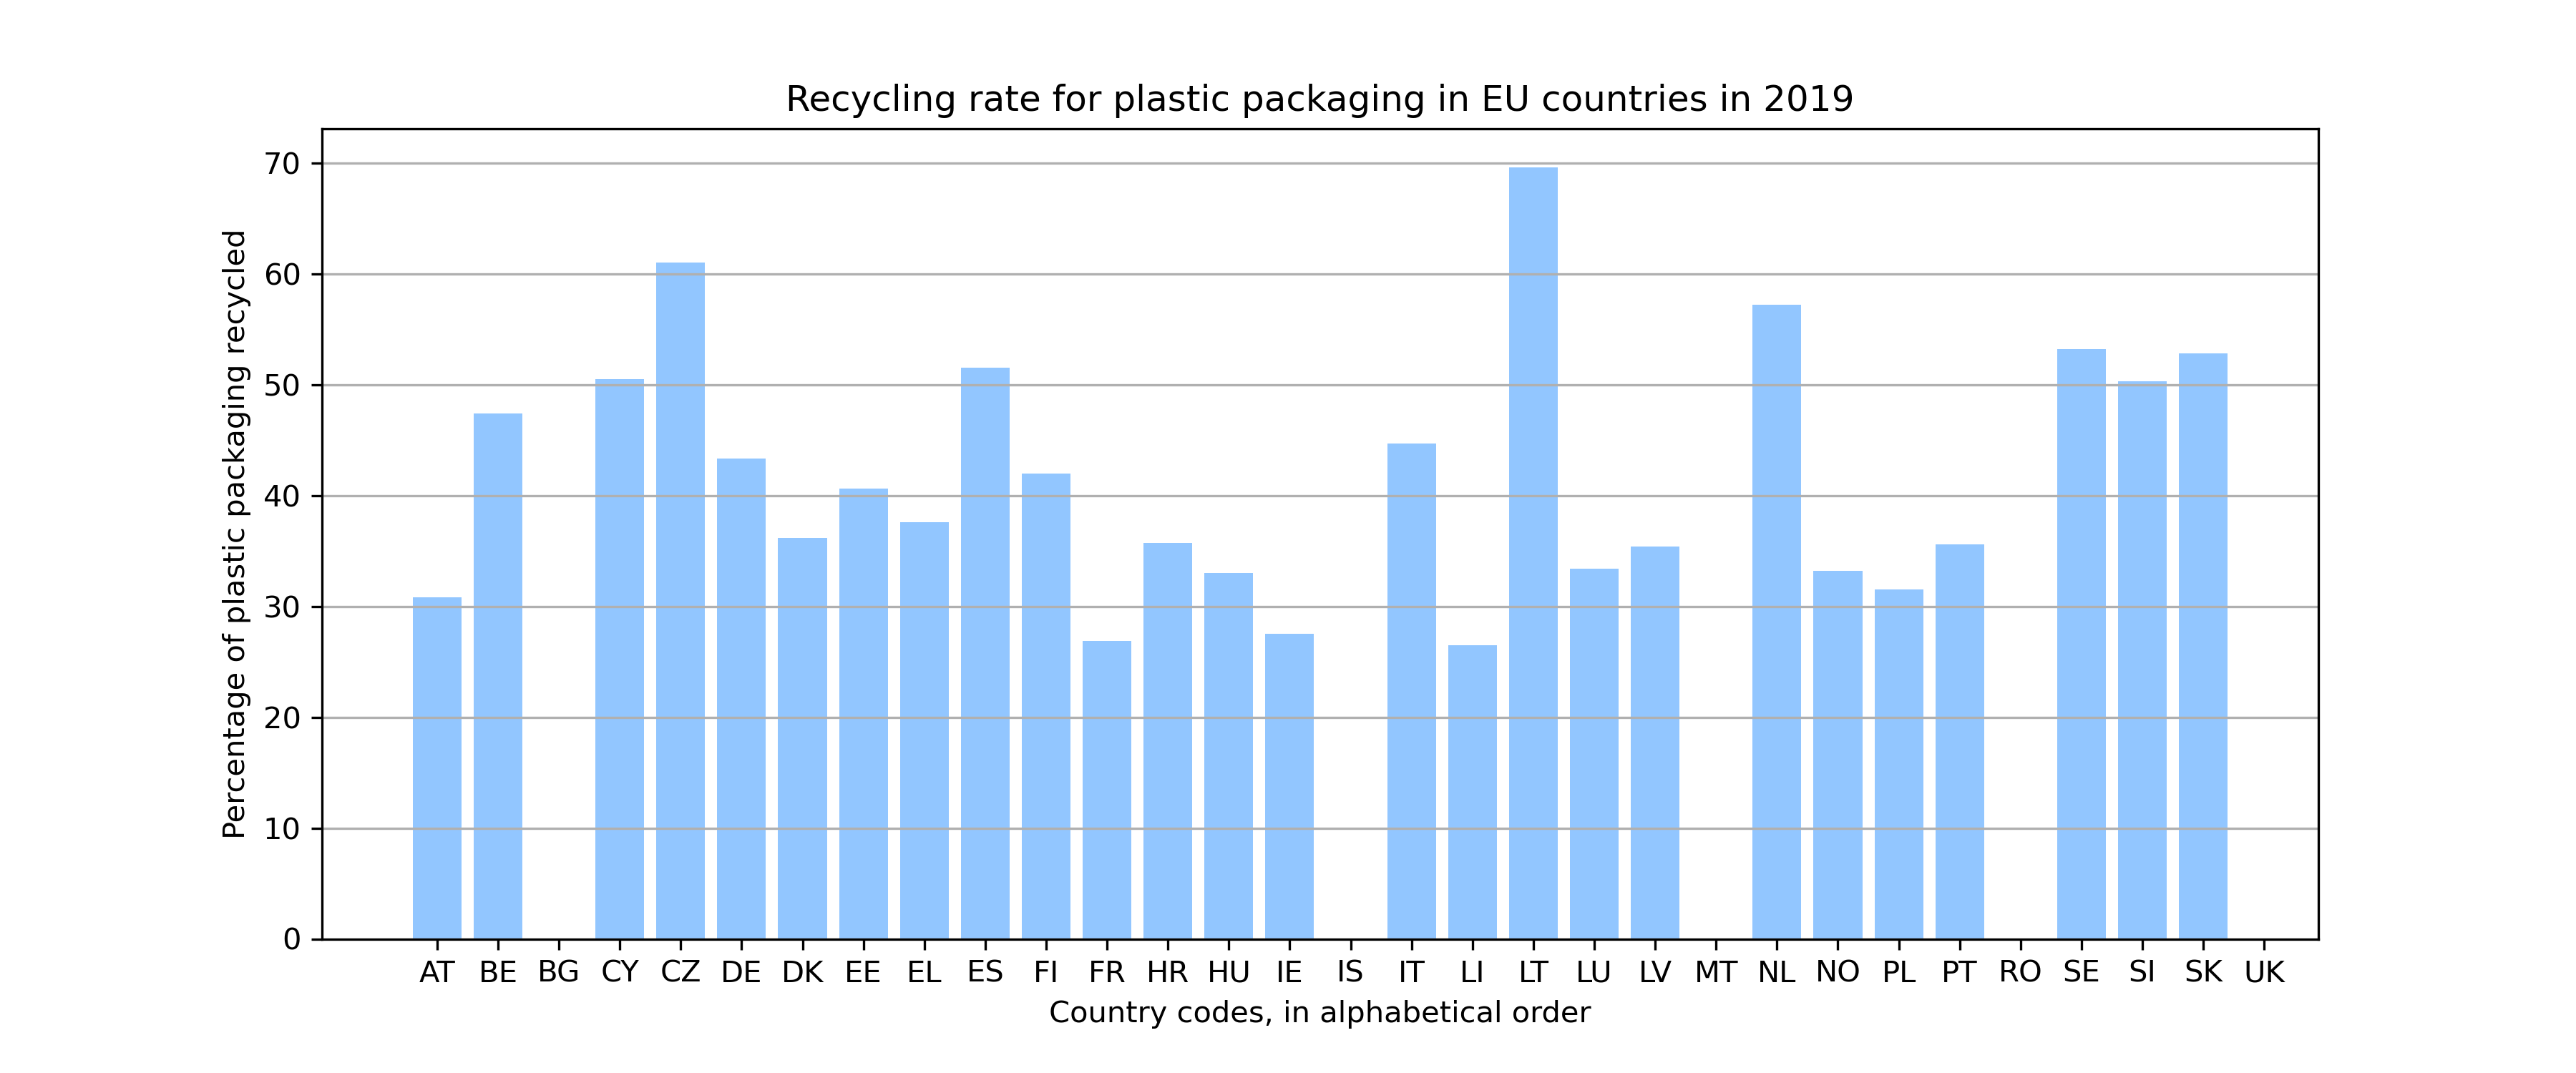 Recycling rate for plastic packaging in EU countries in 2019
Percentage of plastic packaging recycled
70
60
50
40
30
20
10
0
AT BE BG CY CZ DE DK EE EL ES FI FR HR HU IE IS IT LI LT LU LV MT NL NO PL PT RO SE SI SK UK
Country codes, in alphabetical order